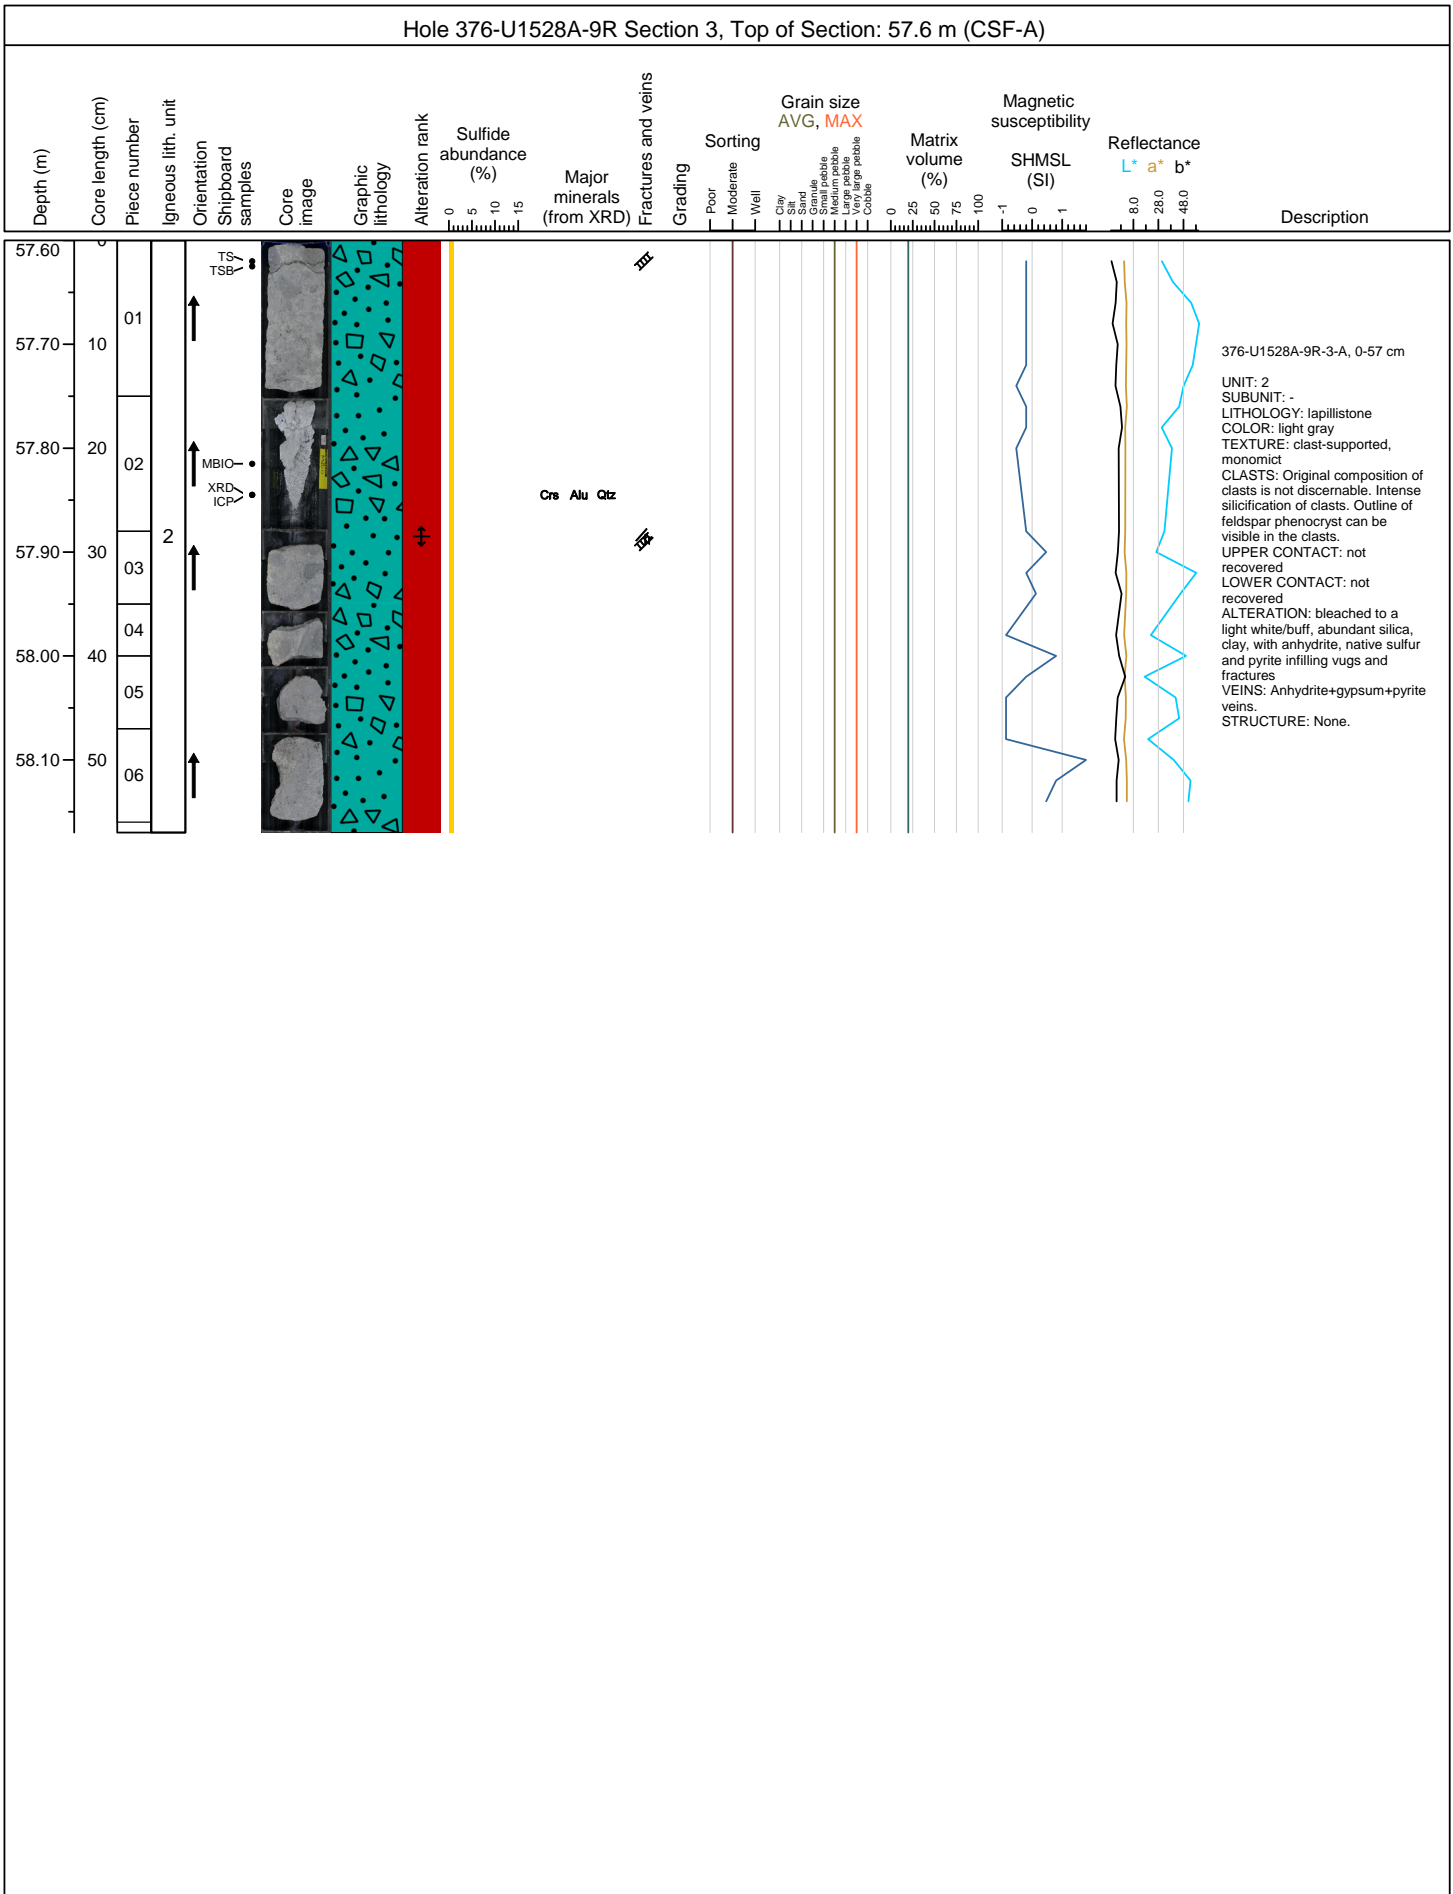 Hole 376-U1528A-9R Section 3, Top of Section: 57.6 m (CSF-A)
Depth (m)
Core length (cm)
Piece number
Igneous lith. unit
Orientation
Shipboard
samples
Core
image
Graphic
lithology
Alteration rank
Sulfide
abundance
(%)
0 5 10 15
Major
minerals
(from XRD)
Fractures and veins
Grading
Sorting
Poor
Moderate
Well
Grain size
AVG, MAX
Clay
Silt
Sand
Granule
Small pebble
Medium pebble
Large pebble
Very large pebble
Cobble
Matrix
volume
(%)
0 25 50 75 100
Magnetic
susceptibility
SHMSL
(SI)
-1 0 1
Reflectance
L* a* b*
8.0 28.0 48.0
Description
57.60
57.70
57.80
57.90
58.00
58.10
0
10
20
30
40
50
01
02
03
04
05
06
2
TS
TSB
MBIO
XRD
ICP
Crs Alu Qtz
376-U1528A-9R-3-A, 0-57 cm
UNIT: 2
SUBUNIT: -
LITHOLOGY: lapillistone
COLOR: light gray
TEXTURE: clast-supported,
monomict
CLASTS: Original composition of
clasts is not discernable. Intense
silicification of clasts. Outline of
feldspar phenocryst can be
visible in the clasts.
UPPER CONTACT: not
recovered
LOWER CONTACT: not
recovered
ALTERATION: bleached to a
light white/buff, abundant silica,
clay, with anhydrite, native sulfur
and pyrite infilling vugs and
fractures
VEINS: Anhydrite+gypsum+pyrite
veins.
STRUCTURE: None.